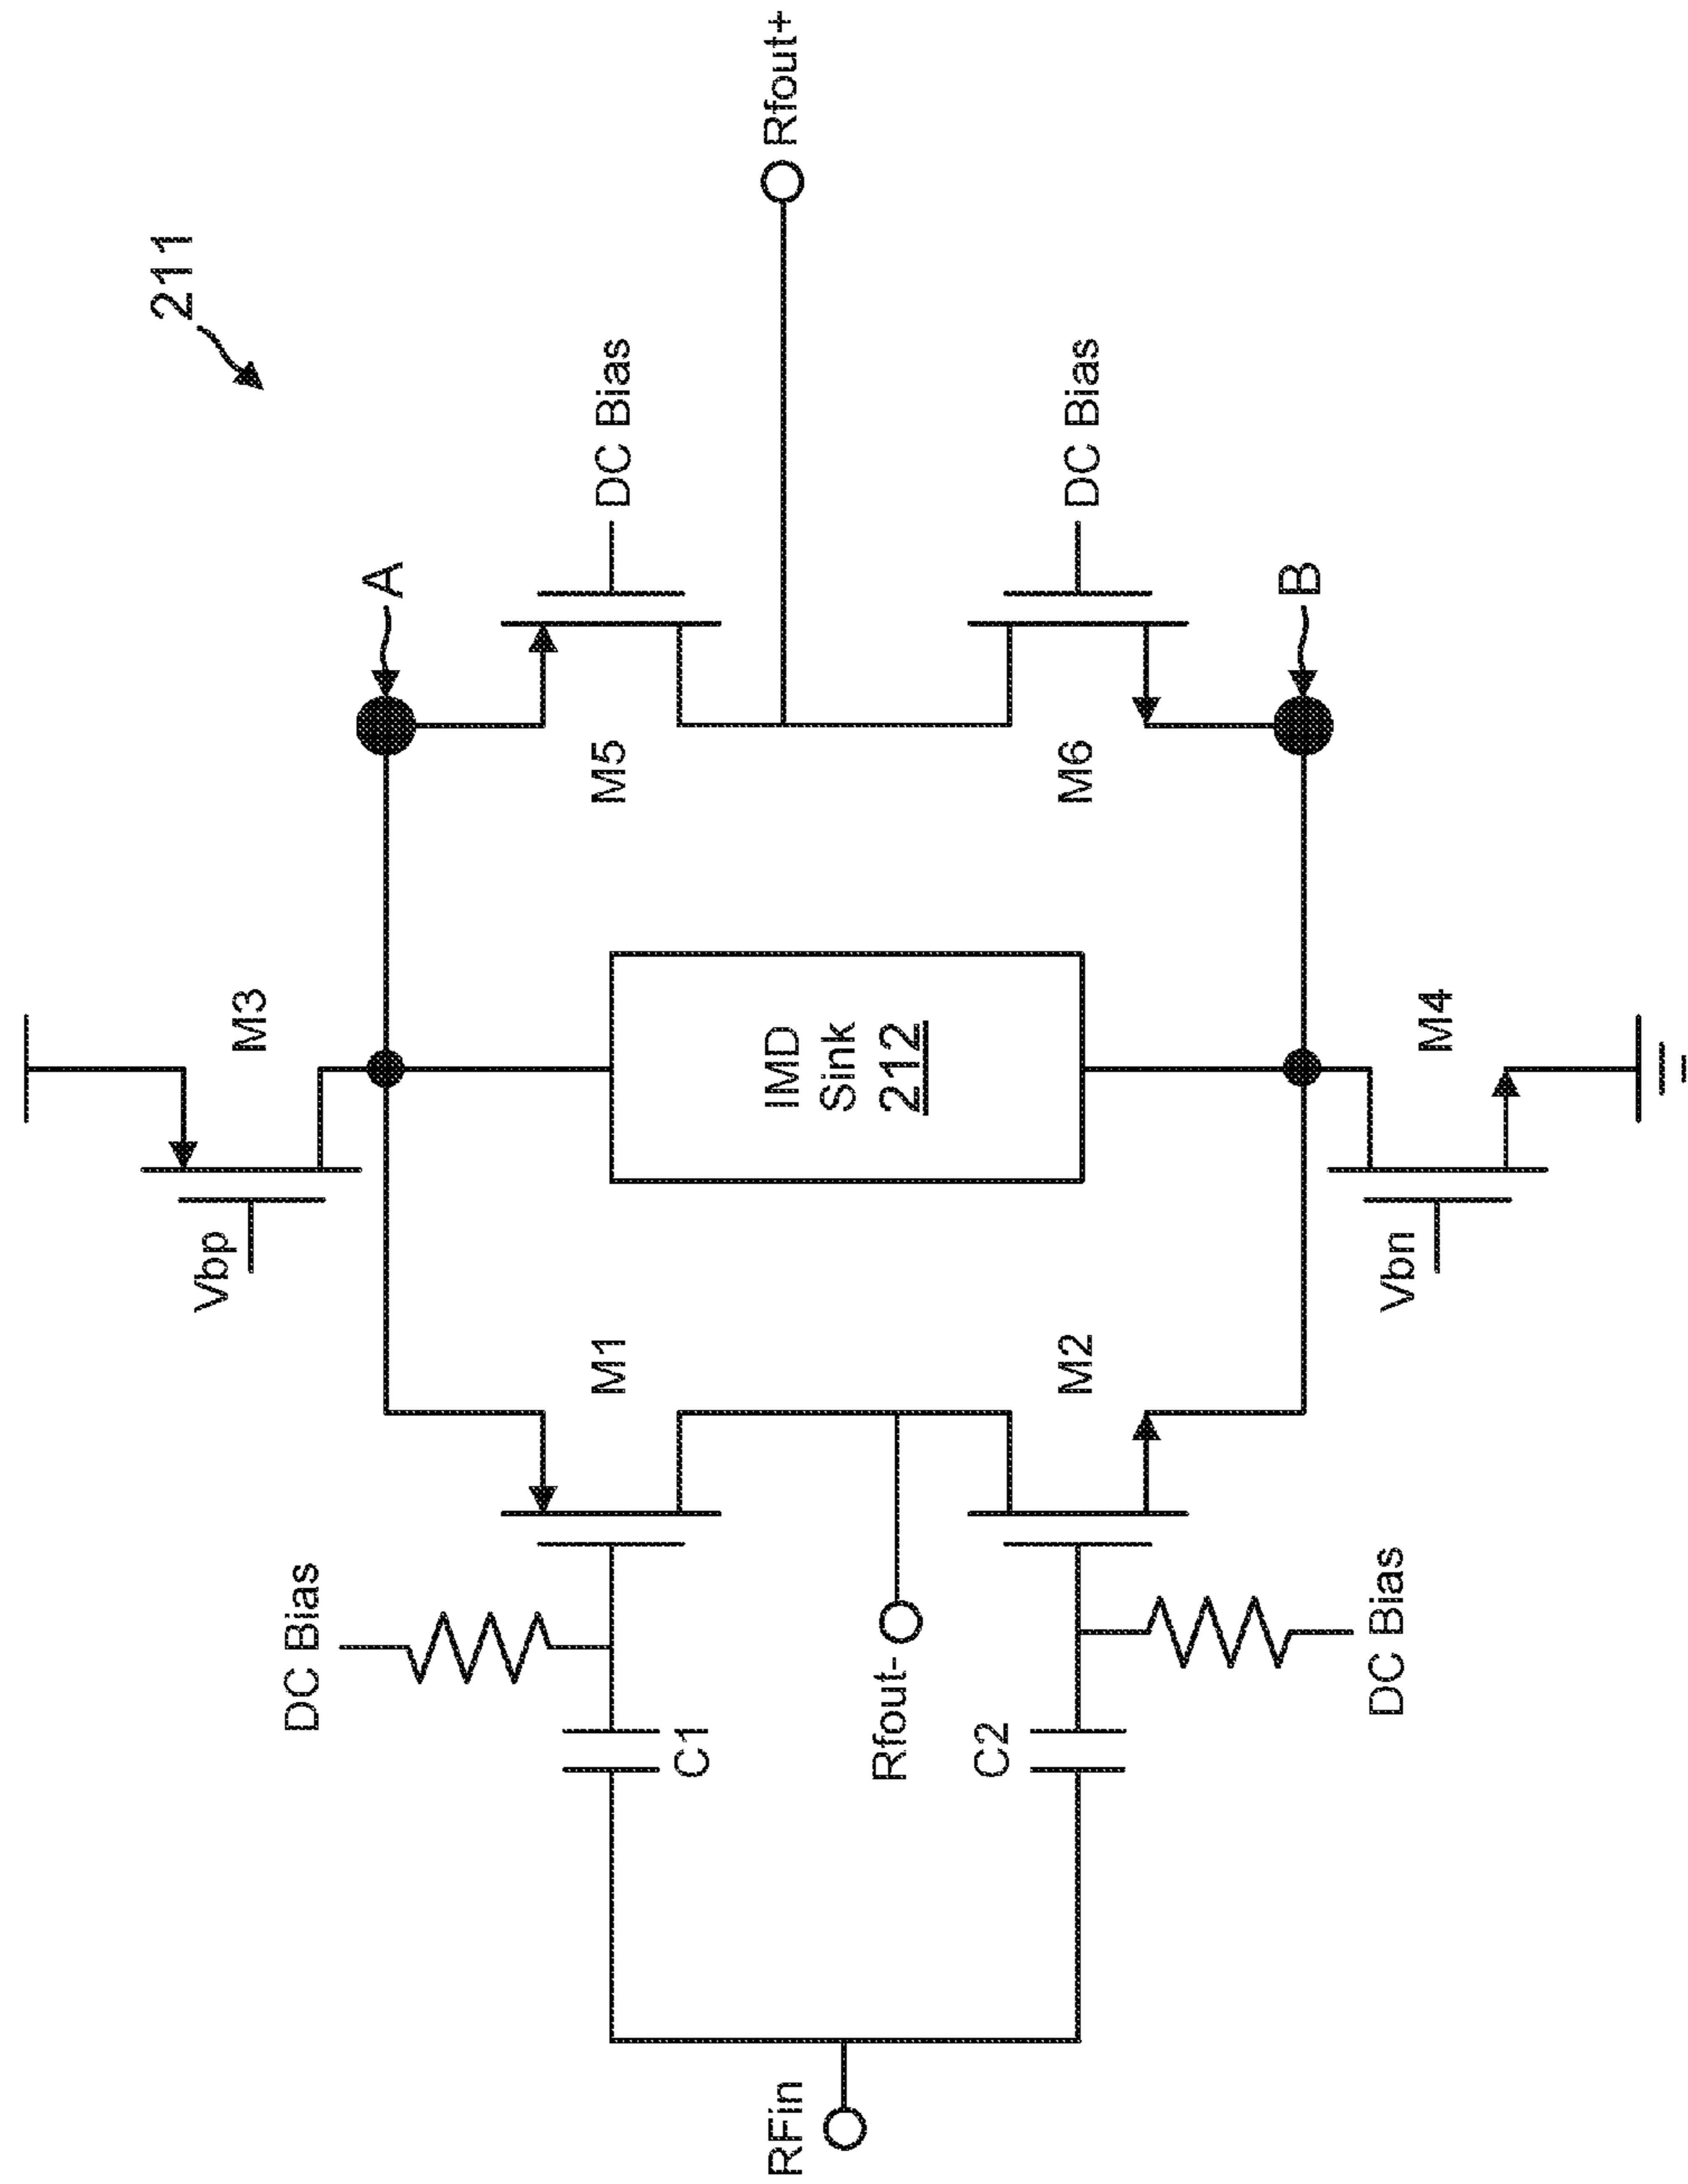 211
Vbp
M3
A
DC Bias
M1
M5
DC Bias
C1
RFin
Rfout-
IMD
Sink
212
Rfout+
C2
M2
M6
DC Bias
DC Bias
Vbn
M4
B